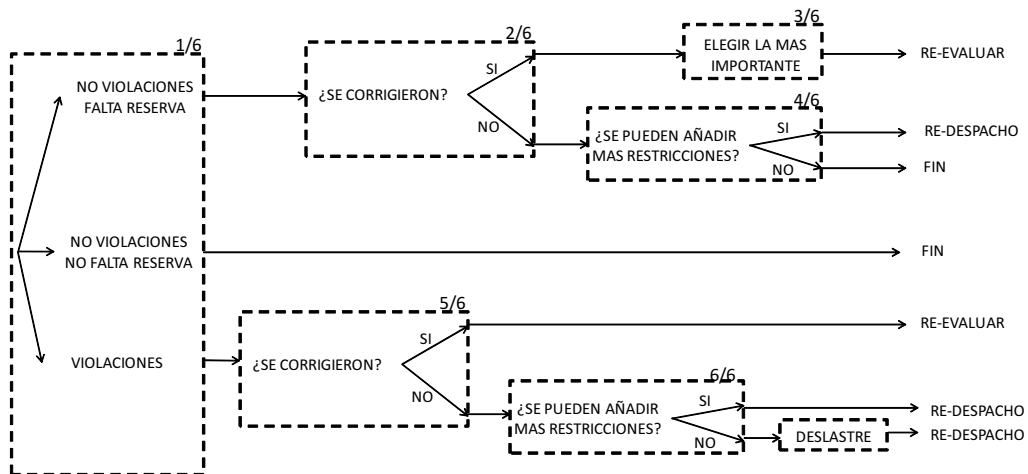 1/6
NO VIOLACIONES
FALTA RESERVA
2/6
¿SE CORRIGIERON?
SI
NO
3/6
ELEGIR LA MAS
IMPORTANTE
RE-EVALUAR
4/6
¿SE PUEDEN AÑADIR
MAS RESTRICCIONES?
SI
NO
RE-DESPACHO
FIN
NO VIOLACIONES
NO FALTA RESERVA
FIN
VIOLACIONES
5/6
¿SE CORRIGIERON?
SI
NO
RE-EVALUAR
6/6
¿SE PUEDEN AÑADIR
MAS RESTRICCIONES?
SI
NO
RE-DESPACHO
DESLASTRE
RE-DESPACHO